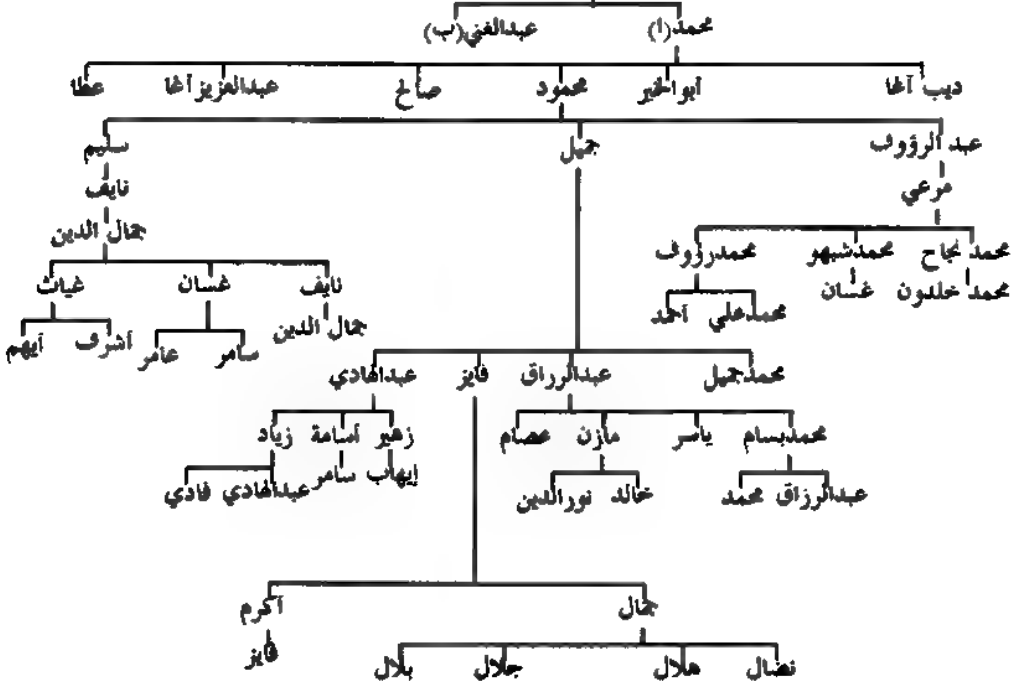 محمد(ا) عبدالغني(ب)
ديب آغا أبوالخير محمود صالح عبدالعزيز آغا عطا
عبد الرؤوف جميل سليم
مرعي نايف
جمال الدين
محمد نجاح محمدشبهو محمدرؤوف نايف غسان غياث
محمد خلدون غسان محمدعلي أحمد جمال الدين سامر عامر أشرف أيهم
محمدجميل عبدالرزاق فايز عبدالهادي
محمدبسام ياسر مازن عصام زهير أسامة زياد
عبدالرزاق محمد خالد نورالدين إيهاب سامر عبدالهادي فادي
جمال أكرم
نضال هلال جلال بلال فايز